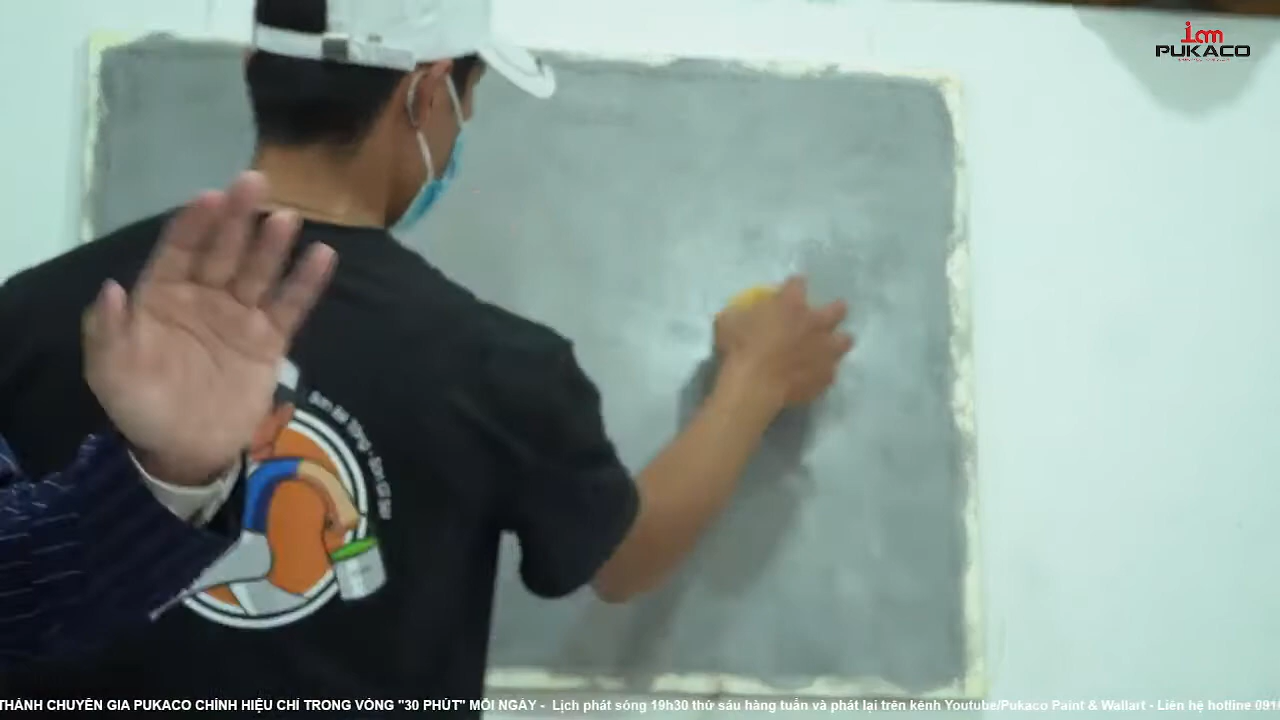 iam
PUKACO
THÀNH CHUYÊN GIA PUKACO CHÍNH HIỆU CHỈ TRONG VÒNG "30 PHÚT" MỖI NGÀY - Lịch phát sóng 19h30 thứ sáu hàng tuần và phát lại trên kênh Youtube/Pukaco Paint & Wallart - Liên hệ hotline